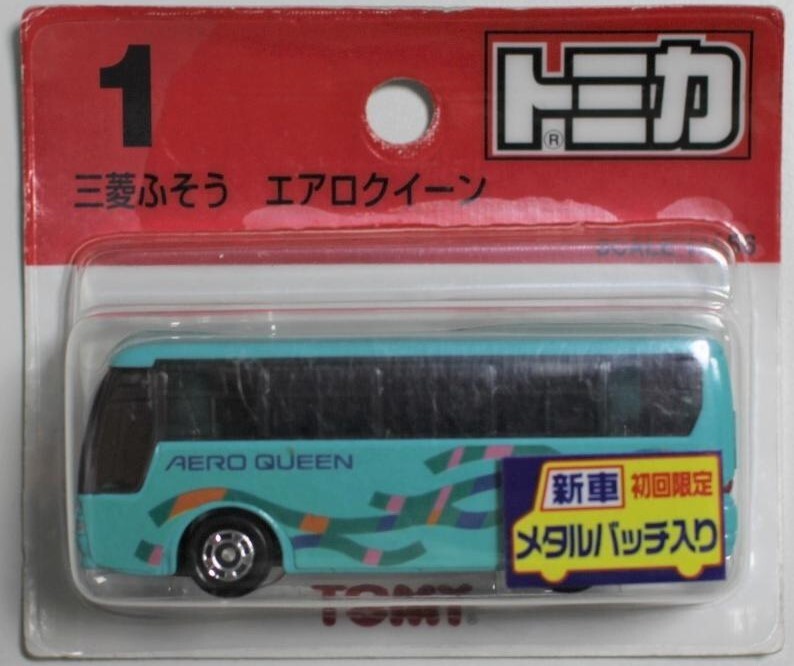 1
トミカ®
三菱ふそう エアロクイーン
SCALE
AERO QUEEN
新車 初回限定
メタルバッチ入り
TOMY